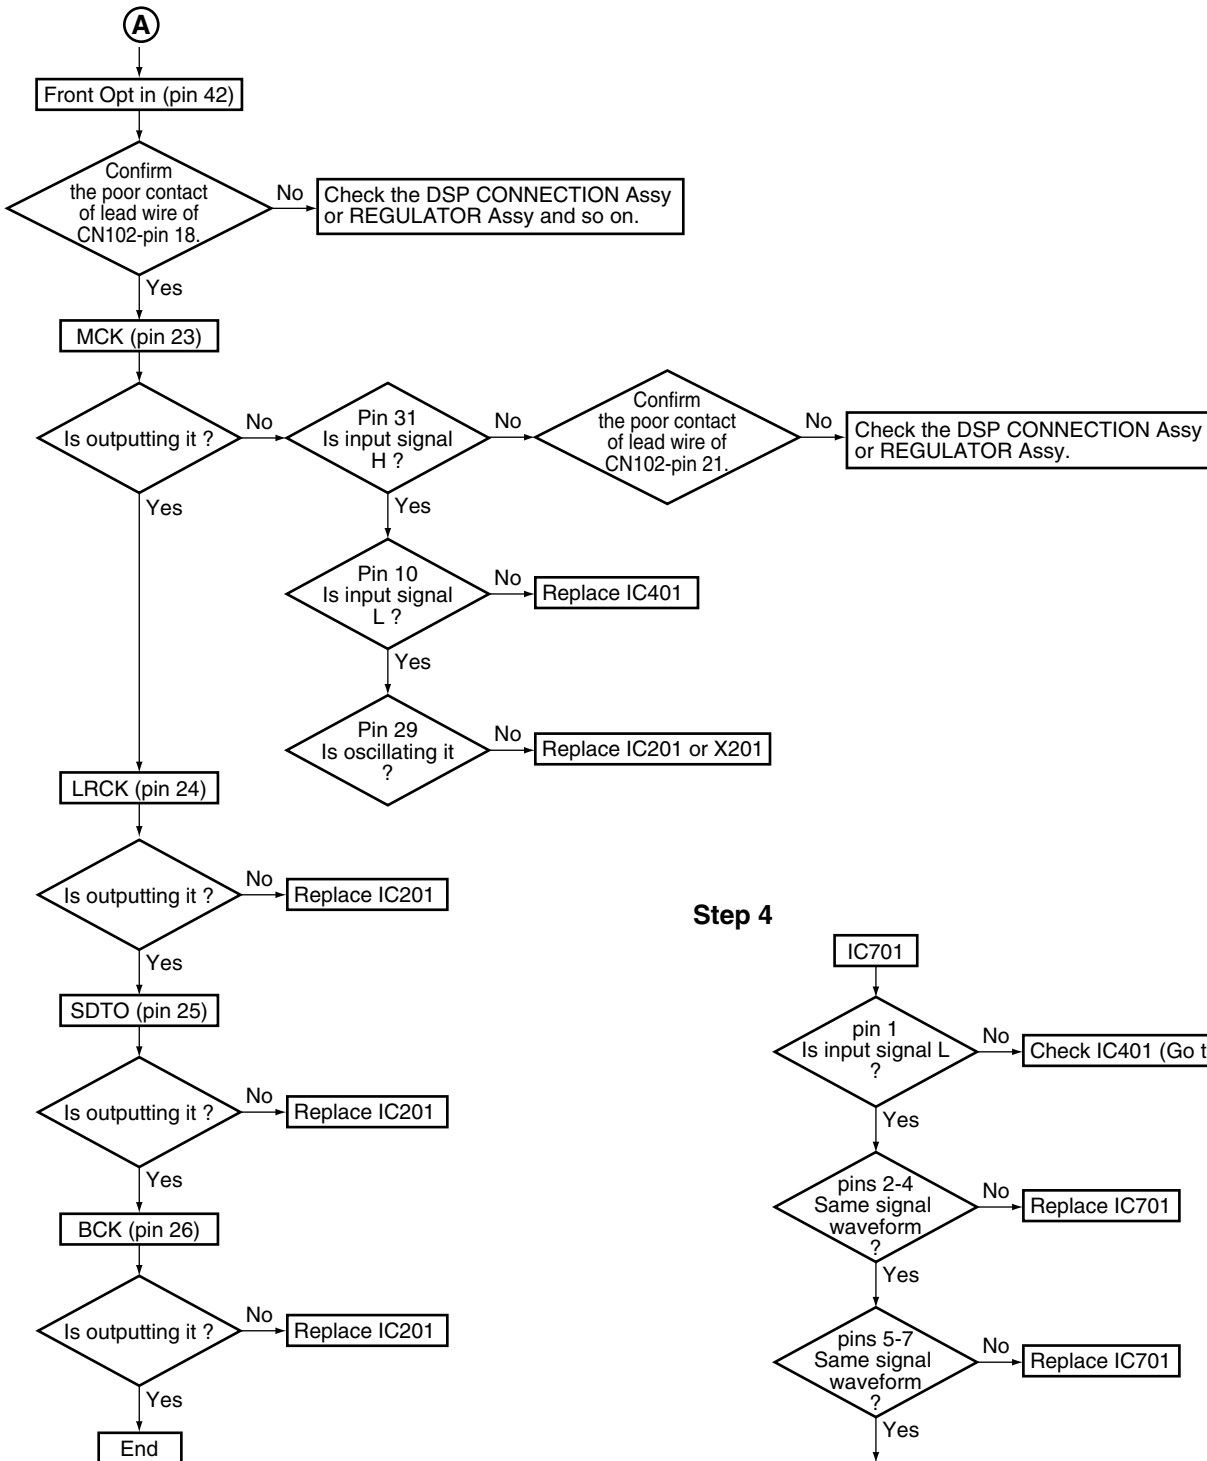 A
Front Opt in (pin 42)
Confirm
the poor contact
of lead wire of
CN102-pin 18.
No
Check the DSP CONNECTION Assy
or REGULATOR Assy and so on.
Yes
MCK (pin 23)
Is outputting it ?
No
Pin 31
Is input signal
H ?
No
Confirm
the poor contact
of lead wire of
CN102-pin 21.
No
Check the DSP CONNECTION Assy
or REGULATOR Assy.
Yes
Yes
Pin 10
Is input signal
L ?
No
Replace IC401
Yes
Pin 29
Is oscillating it
?
No
Replace IC201 or X201
LRCK (pin 24)
Is outputting it ?
No
Replace IC201
Yes
SDTO (pin 25)
Is outputting it ?
No
Replace IC201
Yes
BCK (pin 26)
Is outputting it ?
No
Replace IC201
Yes
End
Step 4
IC701
pin 1
Is input signal L
?
No
Check IC401 (Go t
Yes
pins 2-4
Same signal
waveform
?
No
Replace IC701
Yes
pins 5-7
Same signal
waveform
?
No
Replace IC701
Yes